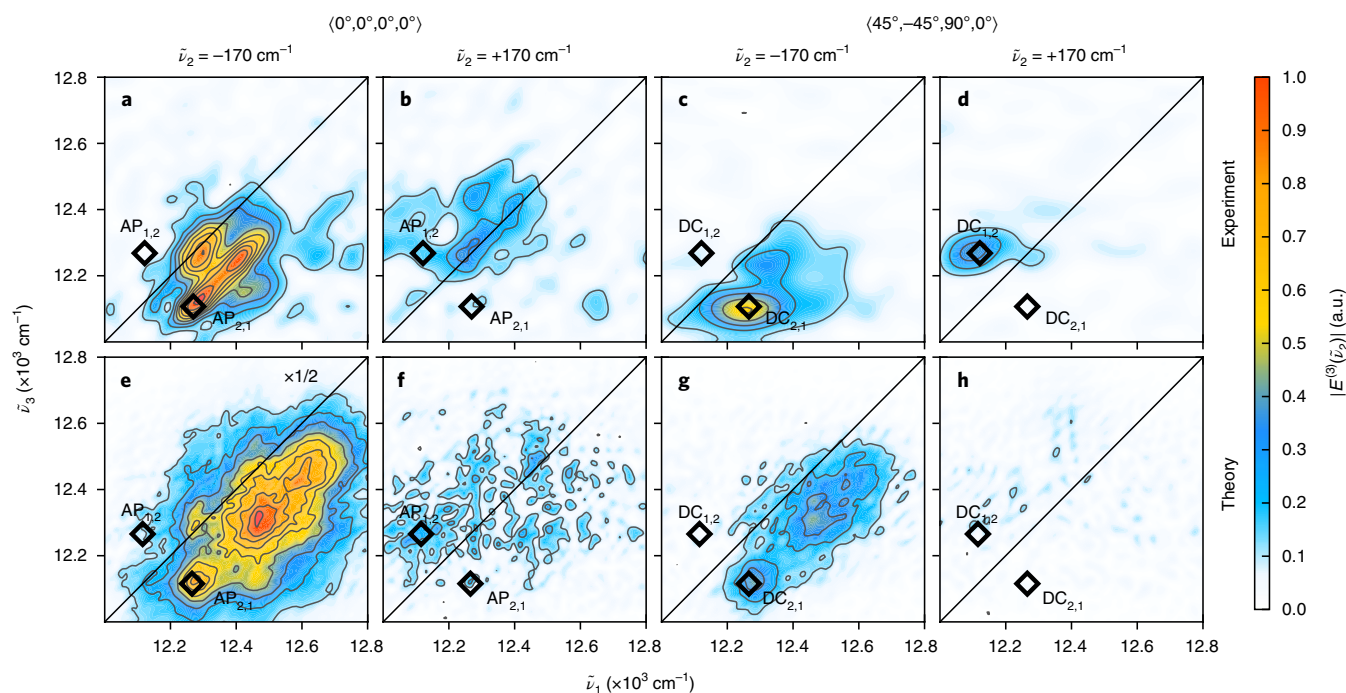 ⟨0°,0°,0°,0°⟩ ⟨45°,–45°,90°,0°⟩
ν̃₂ = –170 cm⁻¹ ν̃₂ = +170 cm⁻¹ ν̃₂ = –170 cm⁻¹ ν̃₂ = +170 cm⁻¹
12.8 a b c d 1.0
12.6 0.9
12.4 0.8
AP₁,₂ AP₁,₂ DC₁,₂ DC₁,₂ Experiment
12.2 0.7
AP₂,₁ AP₂,₁ DC₂,₁ DC₂,₁
0.6
ν̃₃ (×10³ cm⁻¹) |E⁽³⁾(ν̃₂)| (a.u.)
0.5
12.8 e ×1/2 f g h
12.6 0.4
0.3
12.4 Theory
AP₁,₂ AP₁,₂ DC₁,₂ DC₁,₂
0.2
12.2 0.1
AP₂,₁ AP₂,₁ DC₂,₁ DC₂,₁
0.0
12.2 12.4 12.6 12.8 12.2 12.4 12.6 12.8 12.2 12.4 12.6 12.8 12.2 12.4 12.6 12.8
ν̃₁ (×10³ cm⁻¹)